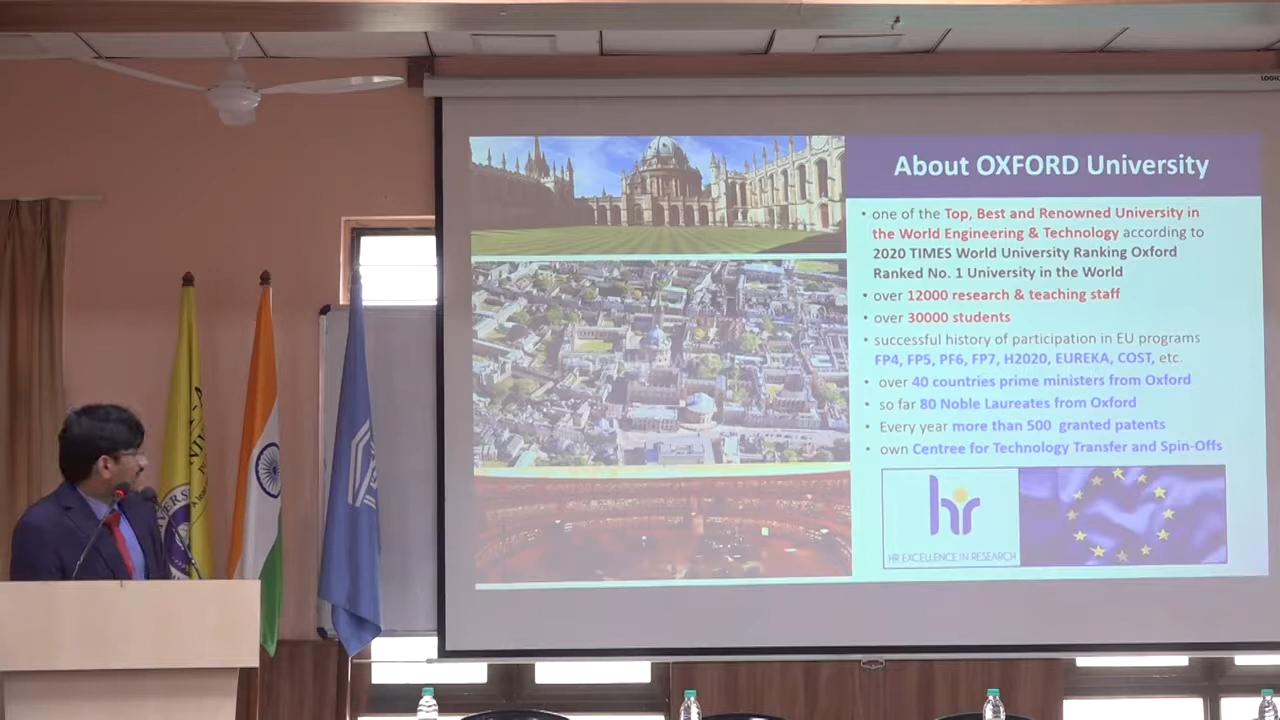 LOGIC
About OXFORD University
• one of the Top, Best and Renowned University in
the World Engineering & Technology according to
2020 TIMES World University Ranking Oxford
Ranked No. 1 University in the World
• over 12000 research & teaching staff
• over 30000 students
• successful history of participation in EU programs
FP4, FP5, PF6, FP7, H2020, EUREKA, COST, etc.
• over 40 countries prime ministers from Oxford
• so far 80 Noble Laureates from Oxford
• Every year more than 500 granted patents
• own Centree for Technology Transfer and Spin-Offs
hr
HR EXCELLENCE IN RESEARCH